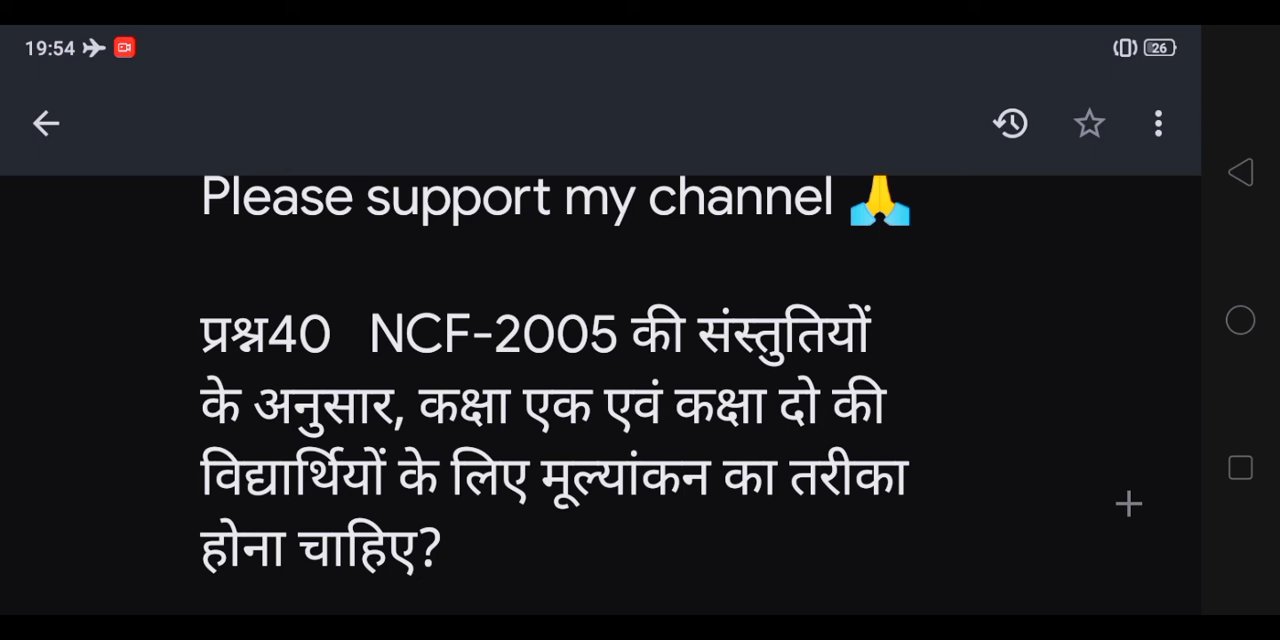 19:54
26
Please support my channel 🙏
प्रश्न40 NCF-2005 की संस्तुतियों
के अनुसार, कक्षा एक एवं कक्षा दो की
विद्यार्थियों के लिए मूल्यांकन का तरीका
होना चाहिए?